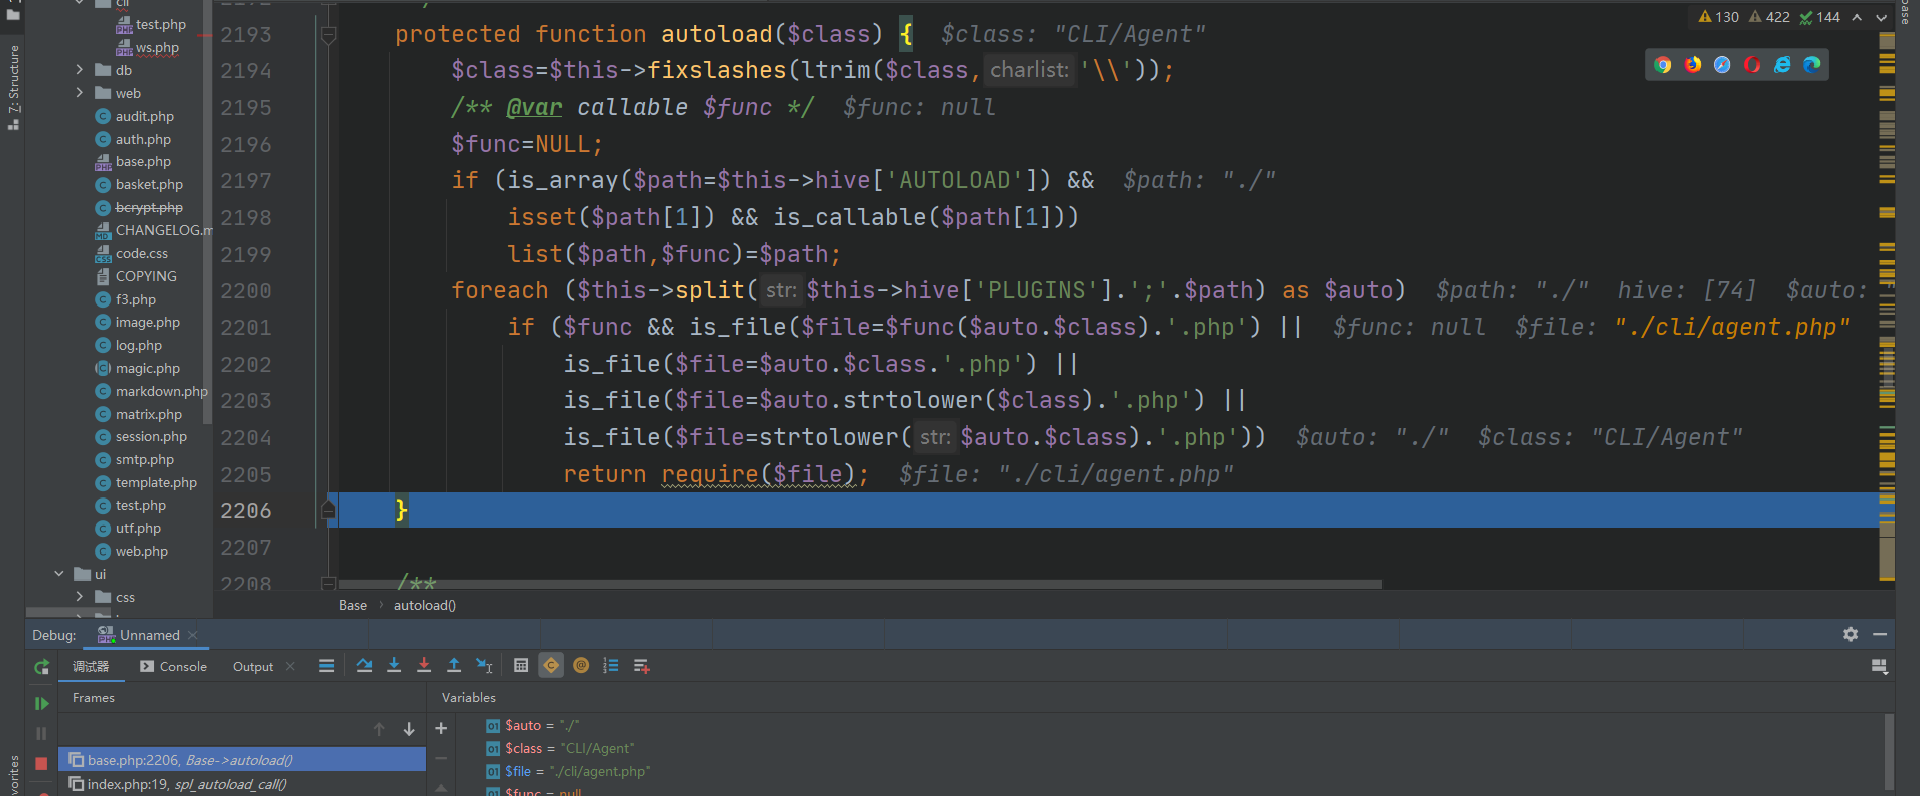 cli
test.php
ws.php
db
web
audit.php
auth.php
base.php
basket.php
bcrypt.php
CHANGELOG.m
code.css
COPYING
f3.php
image.php
log.php
magic.php
markdown.php
matrix.php
session.php
smtp.php
template.php
test.php
utf.php
web.php
ui
css
7: Structure
vorites
base
130 422 144
2193 protected function autoload($class) { $class: "CLI/Agent"
2194 $class=$this->fixslashes(ltrim($class, charlist: '\\'));
2195 /** @var callable $func */ $func: null
2196 $func=NULL;
2197 if (is_array($path=$this->hive['AUTOLOAD']) && $path: "./"
2198 isset($path[1]) && is_callable($path[1]))
2199 list($path,$func)=$path;
2200 foreach ($this->split( str: $this->hive['PLUGINS'].';'.$path) as $auto) $path: "./" hive: [74] $auto: "
2201 if ($func && is_file($file=$func($auto.$class).'.php') || $func: null $file: "./cli/agent.php"
2202 is_file($file=$auto.$class.'.php') ||
2203 is_file($file=$auto.strtolower($class).'.php') ||
2204 is_file($file=strtolower( str: $auto.$class).'.php')) $auto: "./" $class: "CLI/Agent"
2205 return require($file); $file: "./cli/agent.php"
2206 }
2207
2208 /**
Base › autoload()
Debug: Unnamed
调试器 Console Output
Frames
Variables
base.php:2206, Base->autoload()
index.php:19, spl_autoload_call()
$auto = "./"
$class = "CLI/Agent"
$file = "./cli/agent.php"
$func = null